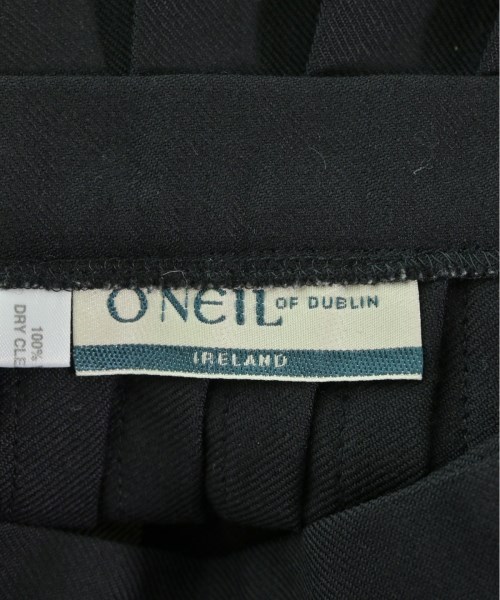 O'NEIL OF DUBLIN
IRELAND
100%
DRY CLE